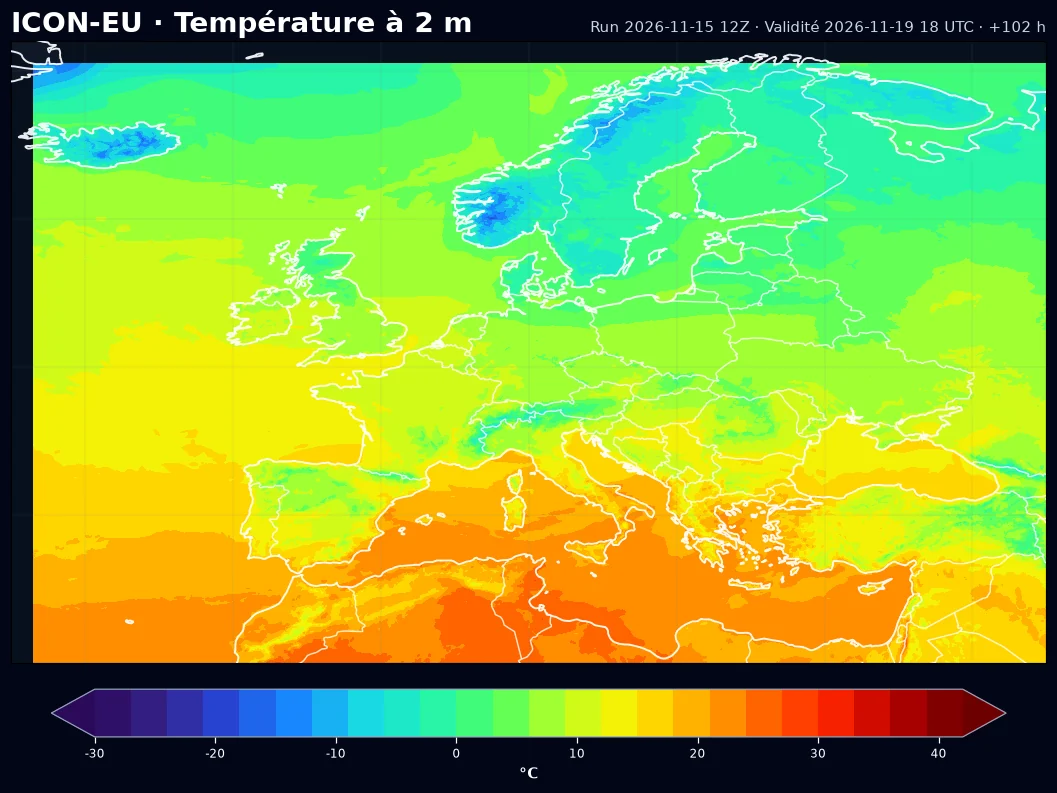 ICON-EU · Température à 2 m
Run 2026-11-15 12Z · Validité 2026-11-19 18 UTC · +102 h
-30 -20 -10 0 10 20 30 40
°C